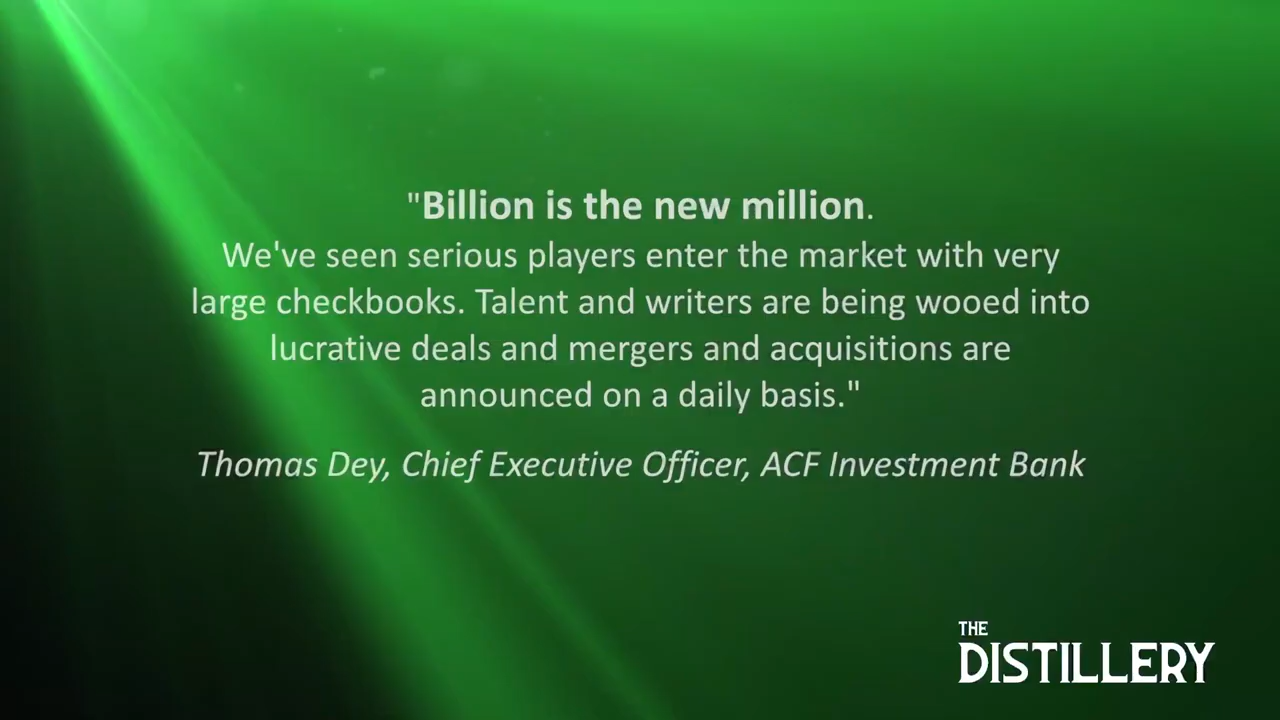 "Billion is the new million.
We've seen serious players enter the market with very
large checkbooks. Talent and writers are being wooed into
lucrative deals and mergers and acquisitions are
announced on a daily basis."
Thomas Dey, Chief Executive Officer, ACF Investment Bank
THE
DISTILLERY